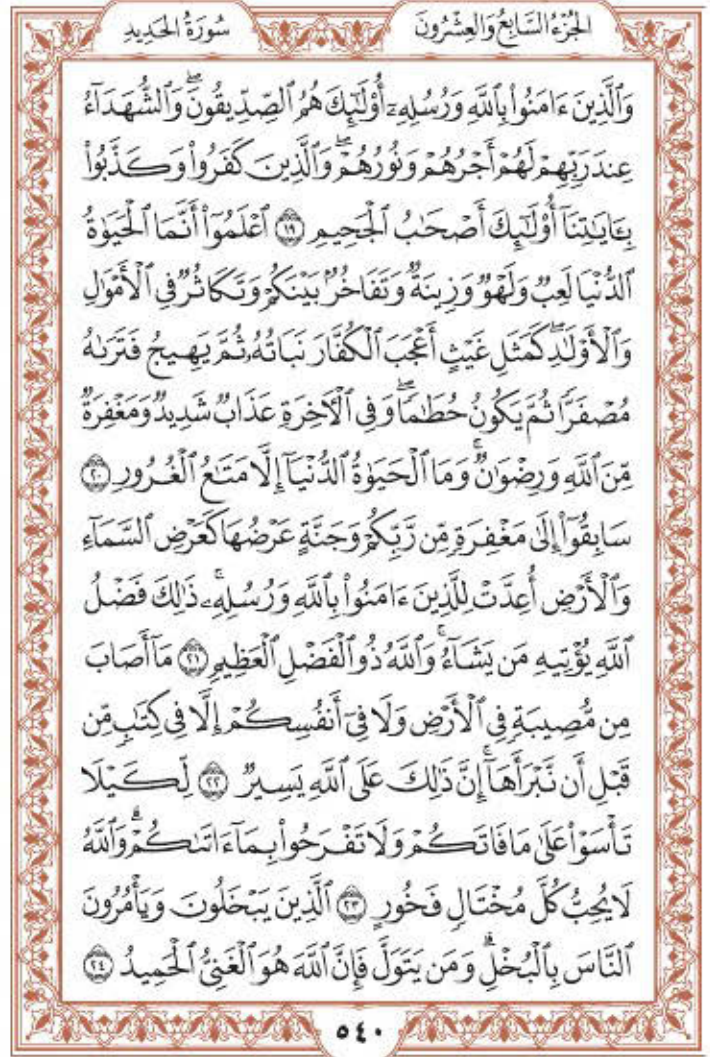 سُورَةُ الحَدِيدِ
الجُزْءُ السَّابِعُ وَالعِشْرُونَ
وَٱلَّذِينَ ءَامَنُواْ بِٱللَّهِ وَرُسُلِهِۦٓ أُوْلَٰٓئِكَ هُمُ ٱلصِّدِّيقُونَۖ وَٱلشُّهَدَآءُ
عِندَ رَبِّهِمۡ لَهُمۡ أَجۡرُهُمۡ وَنُورُهُمۡۖ وَٱلَّذِينَ كَفَرُواْ وَكَذَّبُواْ
بِـَٔايَٰتِنَآ أُوْلَٰٓئِكَ أَصۡحَٰبُ ٱلۡجَحِيمِ ١٩ ٱعۡلَمُوٓاْ أَنَّمَا ٱلۡحَيَوٰةُ
ٱلدُّنۡيَا لَعِبٞ وَلَهۡوٞ وَزِينَةٞ وَتَفَاخُرُۢ بَيۡنَكُمۡ وَتَكَاثُرٞ فِي ٱلۡأَمۡوَٰلِ
وَٱلۡأَوۡلَٰدِۖ كَمَثَلِ غَيۡثٍ أَعۡجَبَ ٱلۡكُفَّارَ نَبَاتُهُۥ ثُمَّ يَهِيجُ فَتَرَىٰهُ
مُصۡفَرّٗا ثُمَّ يَكُونُ حُطَٰمٗاۖ وَفِي ٱلۡأٓخِرَةِ عَذَابٞ شَدِيدٞ وَمَغۡفِرَةٞ
مِّنَ ٱللَّهِ وَرِضۡوَٰنٞۚ وَمَا ٱلۡحَيَوٰةُ ٱلدُّنۡيَآ إِلَّا مَتَٰعُ ٱلۡغُرُورِ ٢٠
سَابِقُوٓاْ إِلَىٰ مَغۡفِرَةٖ مِّن رَّبِّكُمۡ وَجَنَّةٍ عَرۡضُهَا كَعَرۡضِ ٱلسَّمَآءِ
وَٱلۡأَرۡضِ أُعِدَّتۡ لِلَّذِينَ ءَامَنُواْ بِٱللَّهِ وَرُسُلِهِۦۚ ذَٰلِكَ فَضۡلُ
ٱللَّهِ يُؤۡتِيهِ مَن يَشَآءُۚ وَٱللَّهُ ذُو ٱلۡفَضۡلِ ٱلۡعَظِيمِ ٢١ مَآ أَصَابَ
مِن مُّصِيبَةٖ فِي ٱلۡأَرۡضِ وَلَا فِيٓ أَنفُسِكُمۡ إِلَّا فِي كِتَٰبٖ مِّن
قَبۡلِ أَن نَّبۡرَأَهَآۚ إِنَّ ذَٰلِكَ عَلَى ٱللَّهِ يَسِيرٞ ٢٢ لِّكَيۡلَا
تَأۡسَوۡاْ عَلَىٰ مَا فَاتَكُمۡ وَلَا تَفۡرَحُواْ بِمَآ ءَاتَىٰكُمۡۗ وَٱللَّهُ
لَا يُحِبُّ كُلَّ مُخۡتَالٖ فَخُورٍ ٢٣ ٱلَّذِينَ يَبۡخَلُونَ وَيَأۡمُرُونَ
ٱلنَّاسَ بِٱلۡبُخۡلِۗ وَمَن يَتَوَلَّ فَإِنَّ ٱللَّهَ هُوَ ٱلۡغَنِيُّ ٱلۡحَمِيدُ ٢٤
٥٤٠